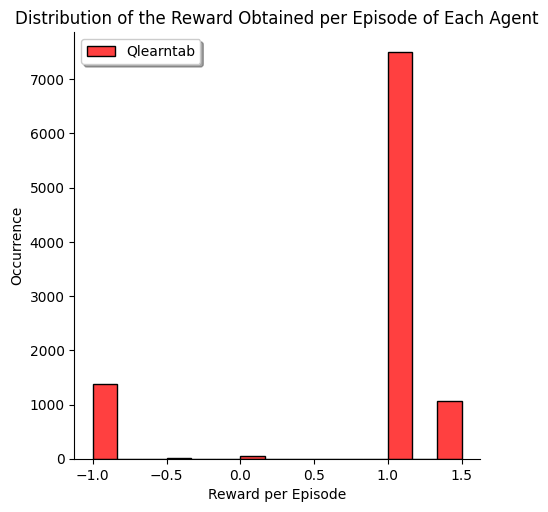 Distribution of the Reward Obtained per Episode of Each Agent
Qlearntab
7000
6000
5000
4000
3000
2000
1000
0
Occurrence
−1.0 −0.5 0.0 0.5 1.0 1.5
Reward per Episode